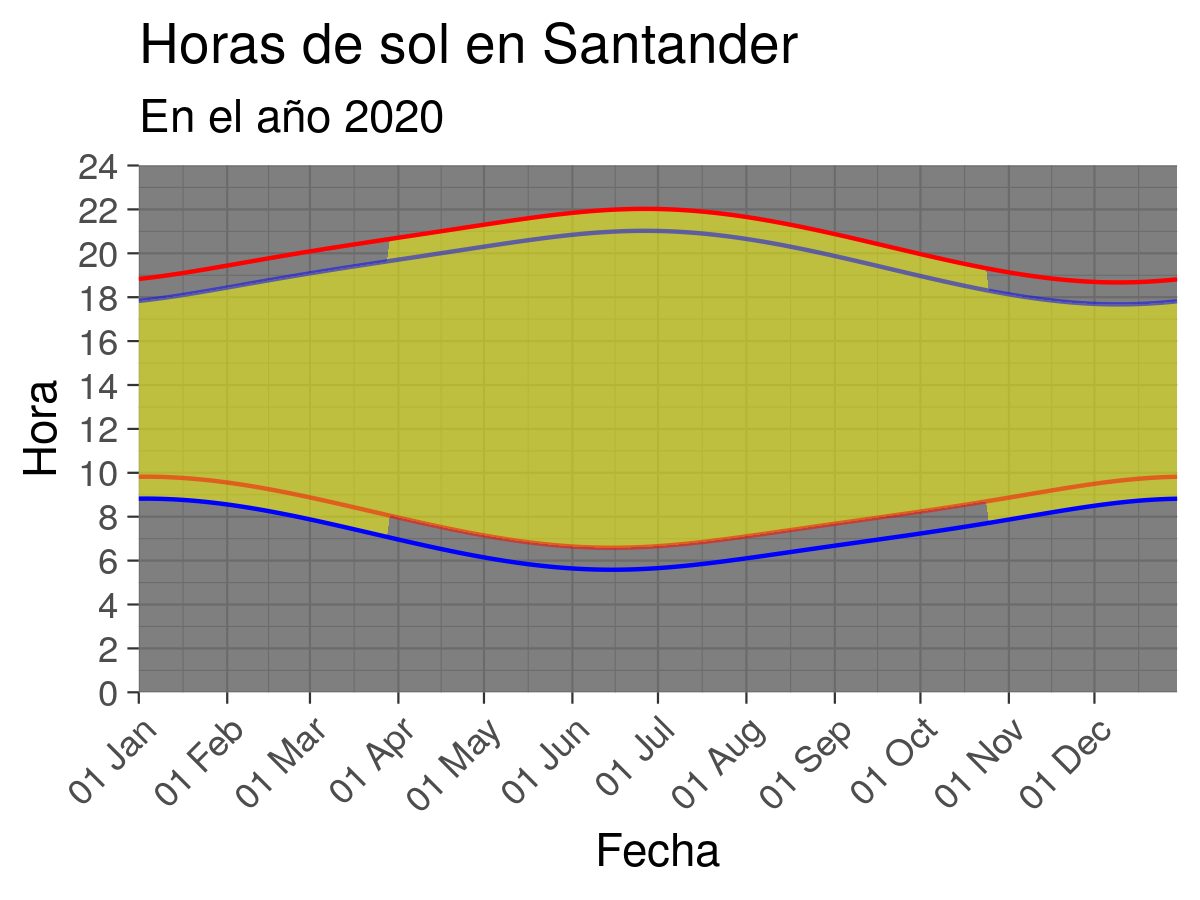 Horas de sol en Santander
En el año 2020
24
22
20
18
16
14
12
10
8
6
4
2
0
Hora
01 Jan
01 Feb
01 Mar
01 Apr
01 May
01 Jun
01 Jul
01 Aug
01 Sep
01 Oct
01 Nov
01 Dec
Fecha